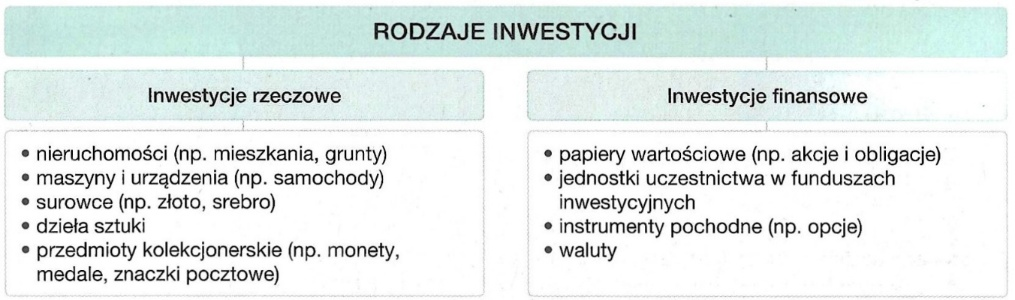 RODZAJE INWESTYCJI
Inwestycje rzeczowe
• nieruchomości (np. mieszkania, grunty)
• maszyny i urządzenia (np. samochody)
• surowce (np. złoto, srebro)
• dzieła sztuki
• przedmioty kolekcjonerskie (np. monety,
medale, znaczki pocztowe)
Inwestycje finansowe
• papiery wartościowe (np. akcje i obligacje)
• jednostki uczestnictwa w funduszach
inwestycyjnych
• instrumenty pochodne (np. opcje)
• waluty